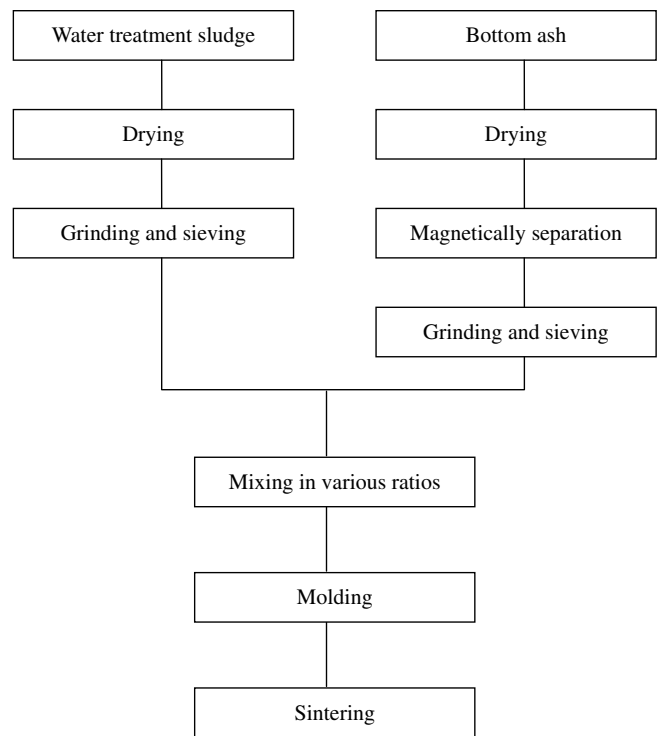 Water treatment sludge
Bottom ash
Drying
Drying
Grinding and sieving
Magnetically separation
Grinding and sieving
Mixing in various ratios
Molding
Sintering